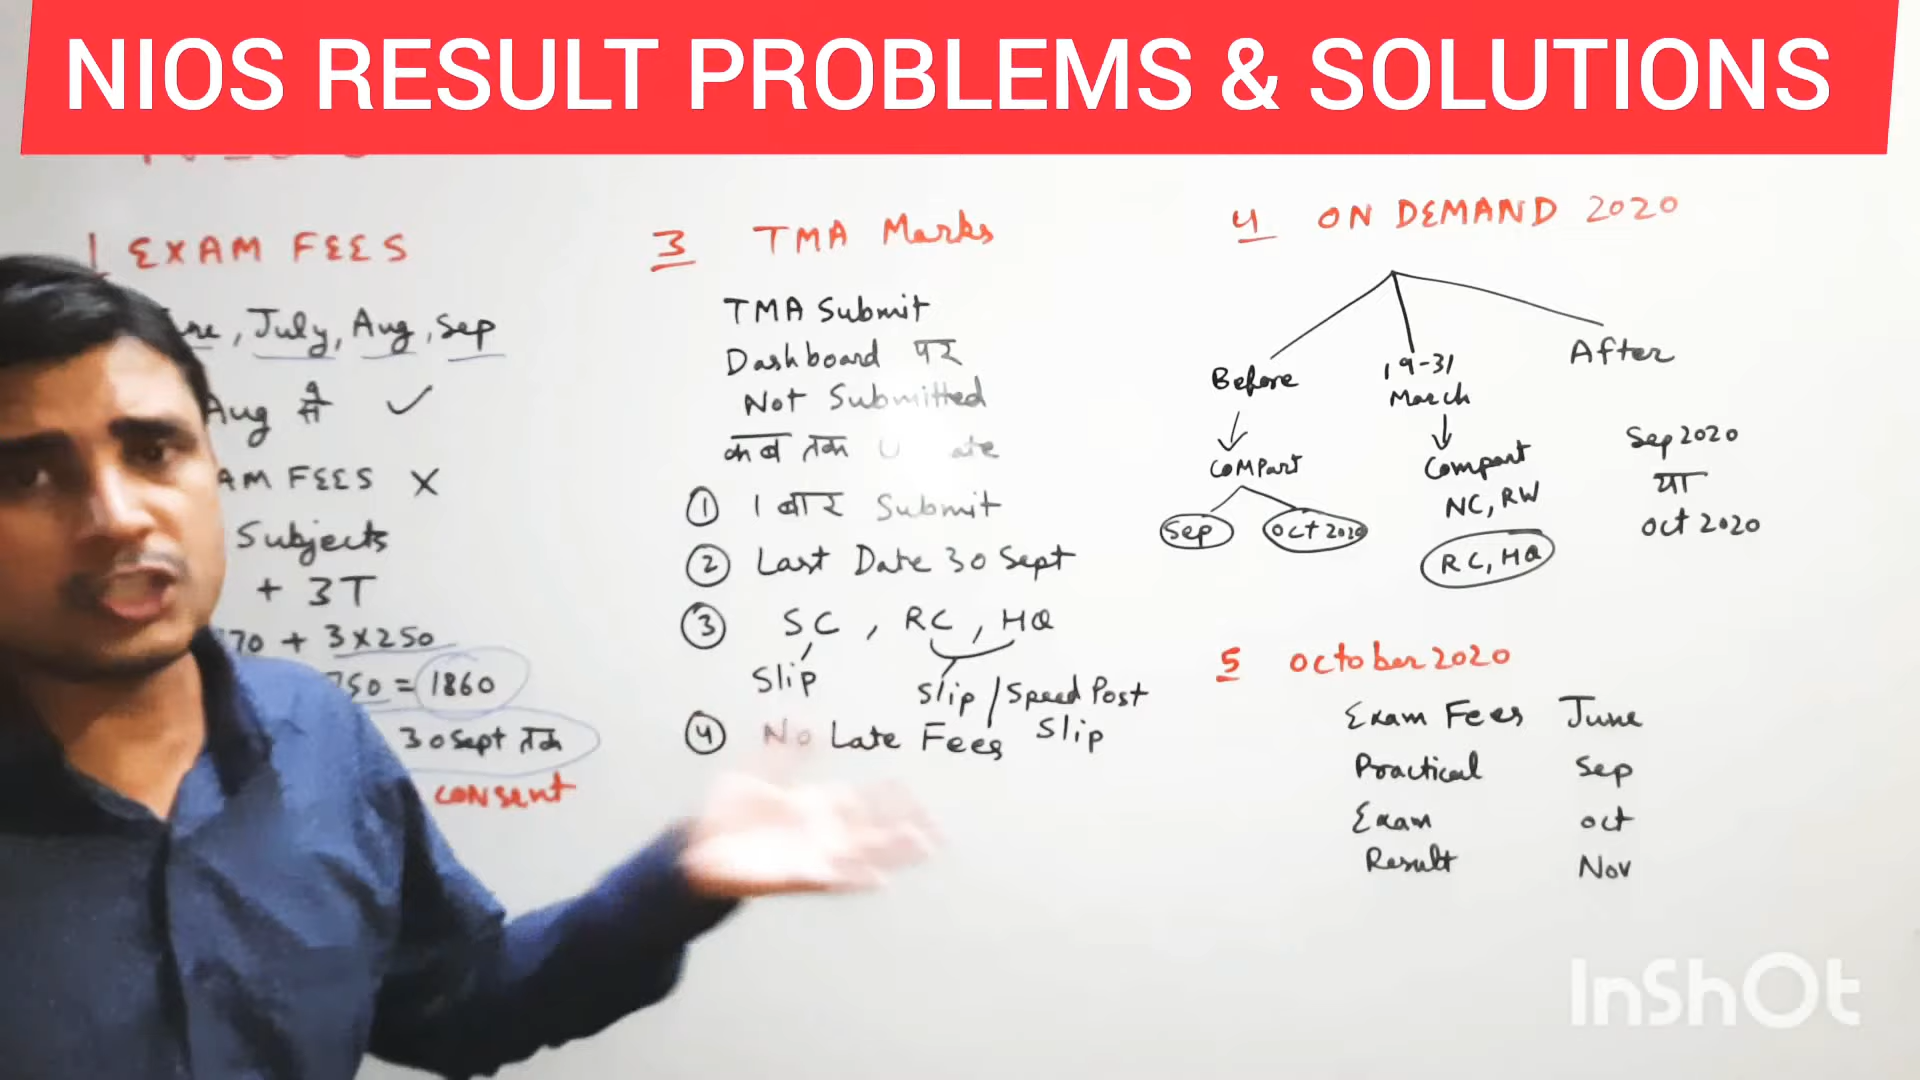 NIOS RESULT PROBLEMS & SOLUTIONS
1 EXAM FEES
, July, Aug, Sep
Aug में ✓
FEES X
Subjects
+ 3T
70 + 3x250
750 = 1860
30 Sept तक
consent
3 TMA Marks
TMA Submit
Dashboard पर
Not Submitted
कब तक
① 1 बार Submit
② Last Date 30 Sept
③ SC, RC, HQ
Slip
Slip / Speed Post
Slip
④ No Late Fees
4 ON DEMAND 2020
Before
19-31
March
After
COMPart
Sep
Oct 2020
Compart
NC, RW
RC, HQ
Sep 2020
या
Oct 2020
5 October 2020
Exam Fees June
Practical Sep
Exam Oct
Result Nov
InShOt